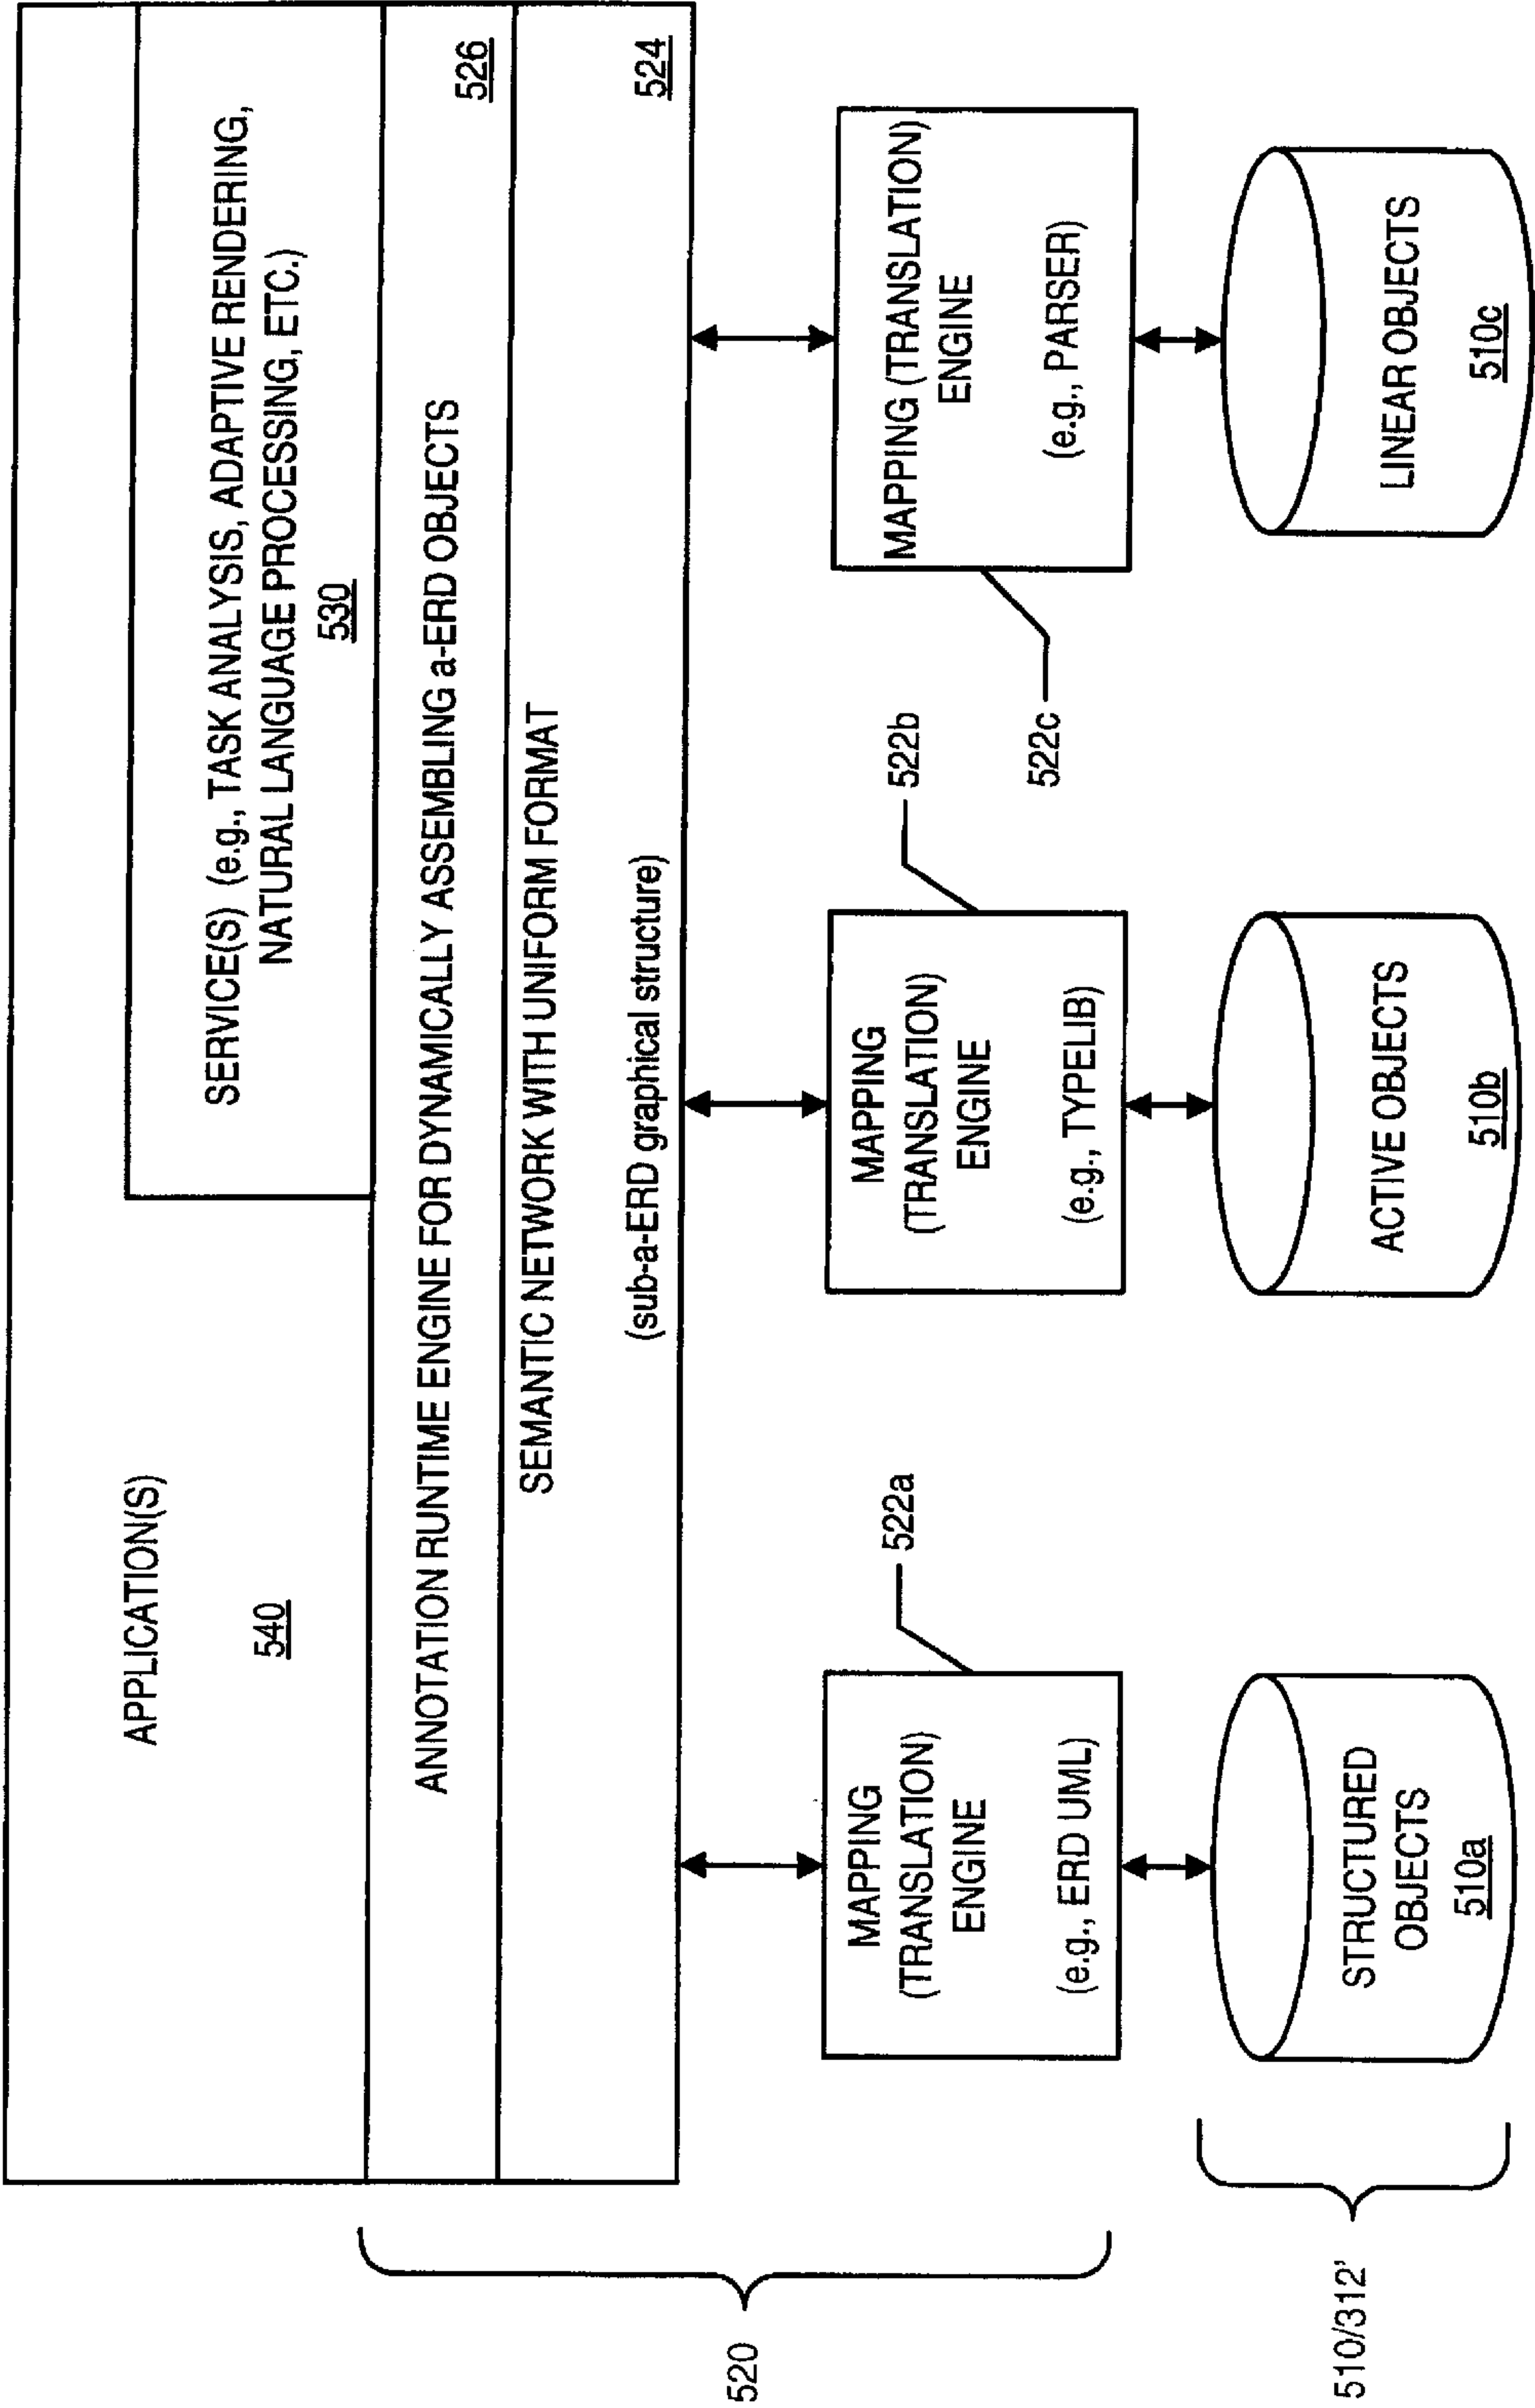 APPLICATION(S)
540
SERVICE(S) (e.g., TASK ANALYSIS, ADAPTIVE RENDERING,
NATURAL LANGUAGE PROCESSING, ETC.)
530
ANNOTATION RUNTIME ENGINE FOR DYNAMICALLY ASSEMBLING a-ERD OBJECTS
526
SEMANTIC NETWORK WITH UNIFORM FORMAT
(sub-a-ERD graphical structure)
524
520
MAPPING
(TRANSLATION)
ENGINE
(e.g., ERD UML)
522a
MAPPING
(TRANSLATION)
ENGINE
(e.g., TYPELIB)
522b
MAPPING (TRANSLATION)
ENGINE
(e.g., PARSER)
522c
510/312'
STRUCTURED
OBJECTS
510a
ACTIVE OBJECTS
510b
LINEAR OBJECTS
510c